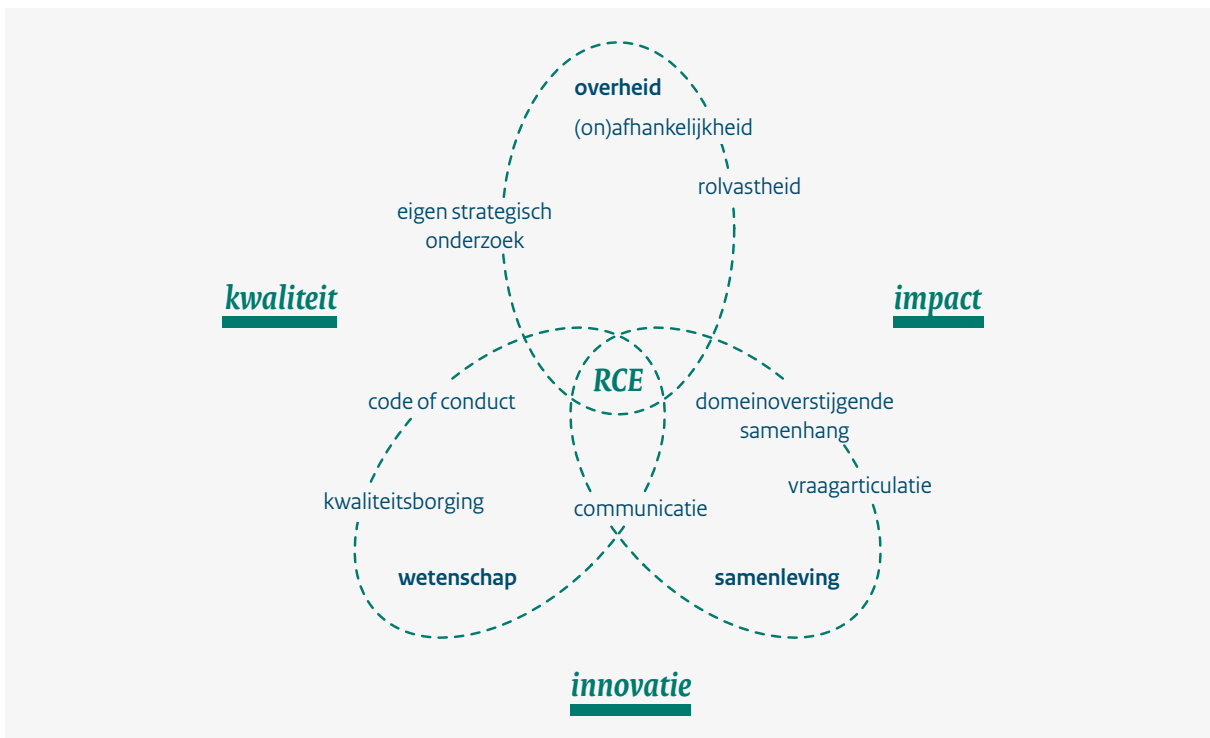 overheid
(on)afhankelijkheid
rolvastheid
eigen strategisch
onderzoek
kwaliteit
impact
RCE
code of conduct
domeinoverstijgende
samenhang
vraagarticulatie
kwaliteitsborging
communicatie
wetenschap
samenleving
innovatie